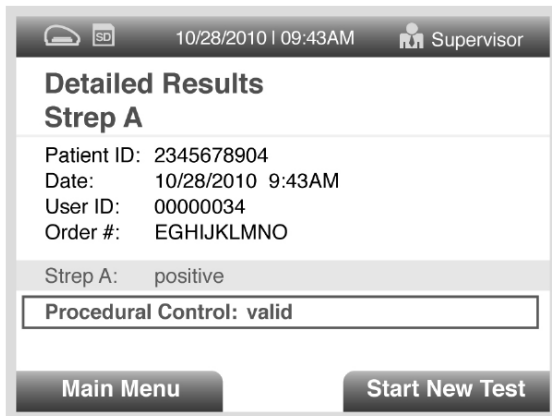 SD 10/28/2010 | 09:43AM Supervisor
Detailed Results
Strep A
Patient ID: 2345678904
Date: 10/28/2010 9:43AM
User ID: 00000034
Order #: EGHIJKLMNO
Strep A: positive
Procedural Control: valid
Main Menu Start New Test